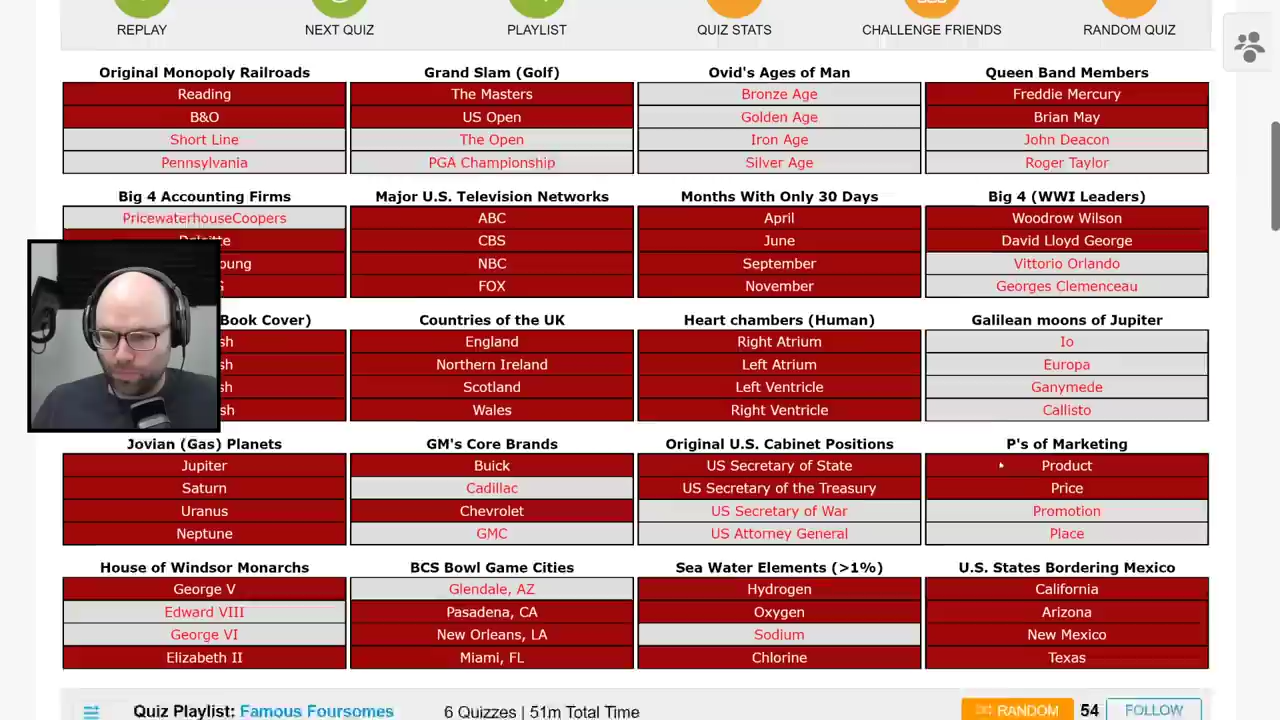 REPLAY NEXT QUIZ PLAYLIST QUIZ STATS CHALLENGE FRIENDS RANDOM QUIZ
Original Monopoly Railroads Grand Slam (Golf) Ovid's Ages of Man Queen Band Members
Reading The Masters Bronze Age Freddie Mercury
B&O US Open Golden Age Brian May
Short Line The Open Iron Age John Deacon
Pennsylvania PGA Championship Silver Age Roger Taylor
Big 4 Accounting Firms Major U.S. Television Networks Months With Only 30 Days Big 4 (WWI Leaders)
PricewaterhouseCoopers ABC April Woodrow Wilson
Deloitte CBS June David Lloyd George
NBC September Vittorio Orlando
FOX November Georges Clemenceau
Book Cover) Countries of the UK Heart chambers (Human) Galilean moons of Jupiter
England Right Atrium Io
Northern Ireland Left Atrium Europa
Scotland Left Ventricle Ganymede
Wales Right Ventricle Callisto
Jovian (Gas) Planets GM's Core Brands Original U.S. Cabinet Positions P's of Marketing
Jupiter Buick US Secretary of State Product
Saturn Cadillac US Secretary of the Treasury Price
Uranus Chevrolet US Secretary of War Promotion
Neptune GMC US Attorney General Place
House of Windsor Monarchs BCS Bowl Game Cities Sea Water Elements (>1%) U.S. States Bordering Mexico
George V Glendale, AZ Hydrogen California
Edward VIII Pasadena, CA Oxygen Arizona
George VI New Orleans, LA Sodium New Mexico
Elizabeth II Miami, FL Chlorine Texas
Quiz Playlist: Famous Foursomes 6 Quizzes | 51m Total Time RANDOM 54 FOLLOW